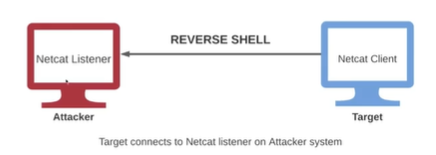 REVERSE SHELL
Netcat Listener
Netcat Client
Attacker
Target
Target connects to Netcat listener on Attacker system